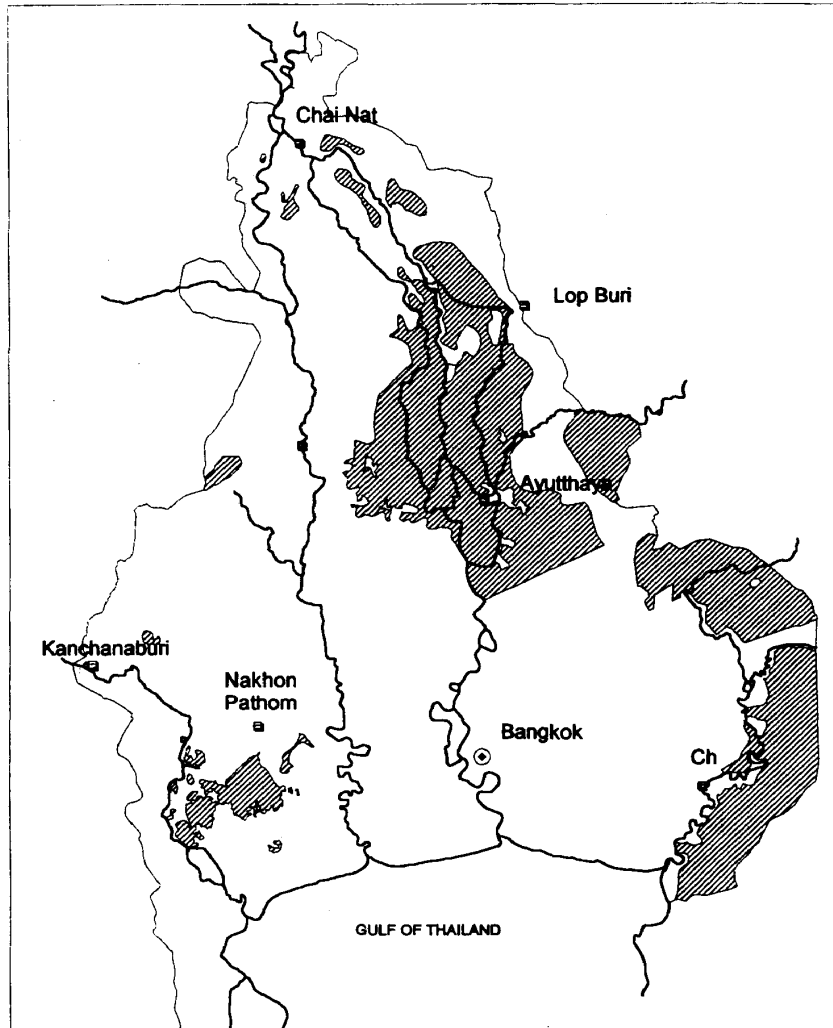 Chai Nat
Lop Buri
Ayutthaya
Kanchanaburi
Nakhon
Pathom
Bangkok
Ch
GULF OF THAILAND